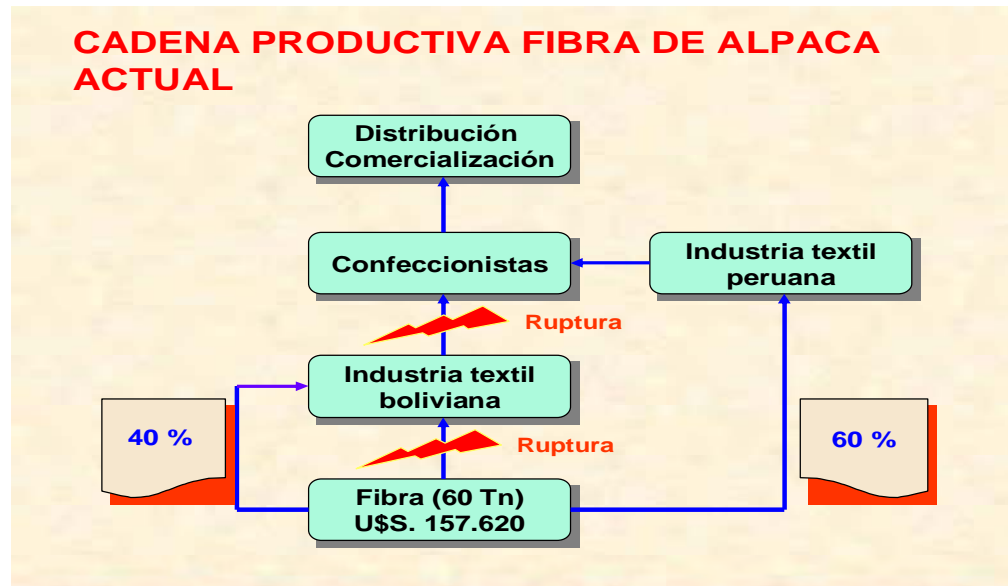 CADENA PRODUCTIVA FIBRA DE ALPACA
ACTUAL
Distribución
Comercialización
Confeccionistas
Industria textil
peruana
Ruptura
Industria textil
boliviana
40 %
60 %
Ruptura
Fibra (60 Tn)
U$S. 157.620